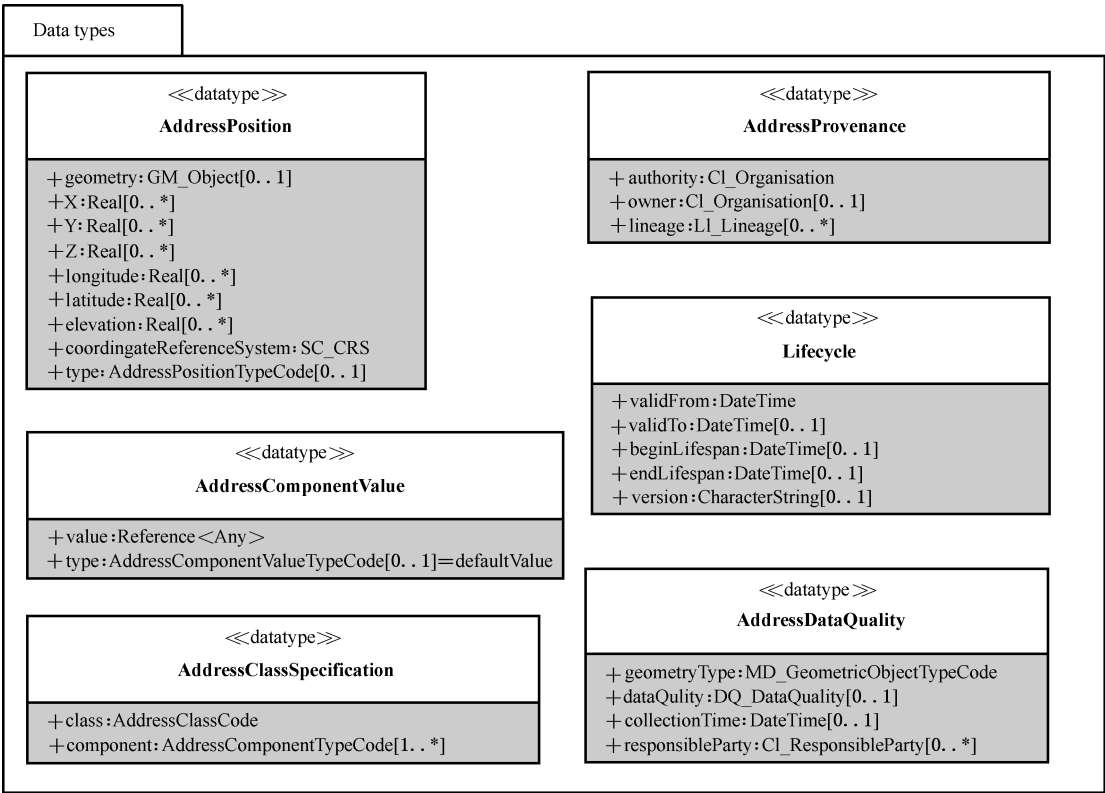 Data types
≪datatype≫
AddressPosition
+geometry:GM_Object[0..1]
+X:Real[0..*]
+Y:Real[0..*]
+Z:Real[0..*]
+longitude:Real[0..*]
+latitude:Real[0..*]
+elevation:Real[0..*]
+coordingateReferenceSystem:SC_CRS
+type:AddressPositionTypeCode[0..1]
≪datatype≫
AddressComponentValue
+value:Reference<Any>
+type:AddressComponentValueTypeCode[0..1]=defaultValue
≪datatype≫
AddressClassSpecification
+class:AddressClassCode
+component:AddressComponentTypeCode[1..*]
≪datatype≫
AddressProvenance
+authority:Cl_Organisation
+owner:Cl_Organisation[0..1]
+lineage:Ll_Lineage[0..*]
≪datatype≫
Lifecycle
+validFrom:DateTime
+validTo:DateTime[0..1]
+beginLifespan:DateTime[0..1]
+endLifespan:DateTime[0..1]
+version:CharacterString[0..1]
≪datatype≫
AddressDataQuality
+geometryType:MD_GeometricObjectTypeCode
+dataQulity:DQ_DataQuality[0..1]
+collectionTime:DateTime[0..1]
+responsibleParty:Cl_ResponsibleParty[0..*]